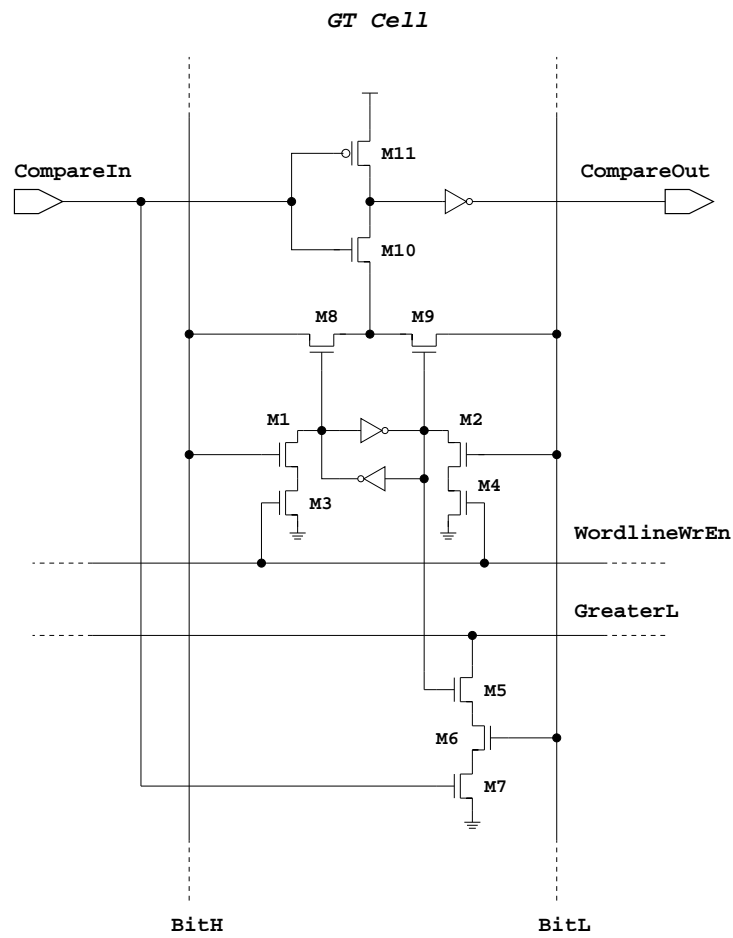 GT Cell
M11
CompareIn
CompareOut
M10
M8
M9
M1
M2
M4
M3
WordlineWrEn
GreaterL
M5
M6
M7
BitH
BitL